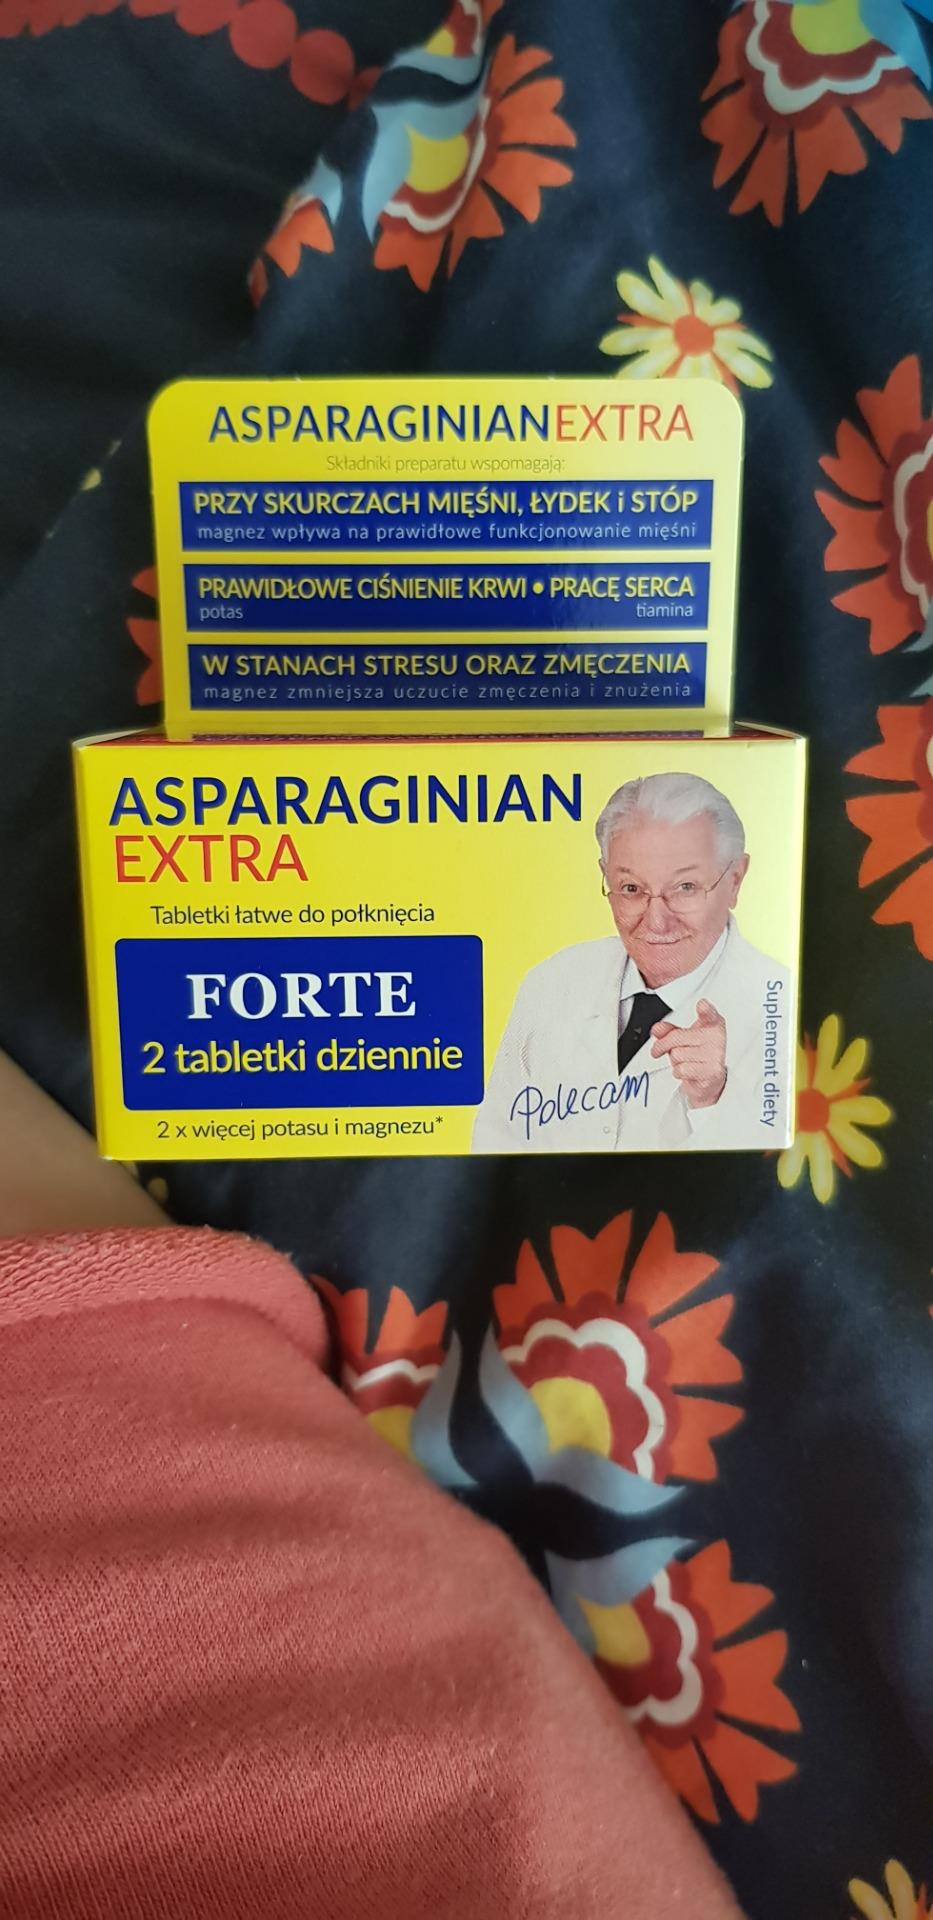 ASPARAGINIANEXTRA
Składniki preparatu wspomagają:
PRZY SKURCZACH MIĘŚNI, ŁYDEK i STÓP
magnez wpływa na prawidłowe funkcjonowanie mięśni
PRAWIDŁOWE CIŚNIENIE KRWI • PRACĘ SERCA
potas tiamina
W STANACH STRESU ORAZ ZMĘCZENIA
magnez zmniejsza uczucie zmęczenia i znużenia
ASPARAGINIAN
EXTRA
Tabletki łatwe do połknięcia
FORTE
2 tabletki dziennie
2 x więcej potasu i magnezu*
Polecam
Suplement diety